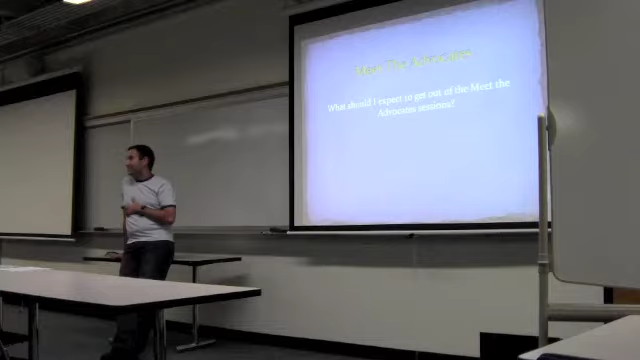 Meet The Advocates
What should I expect to get out of the Meet the
Advocates sessions?